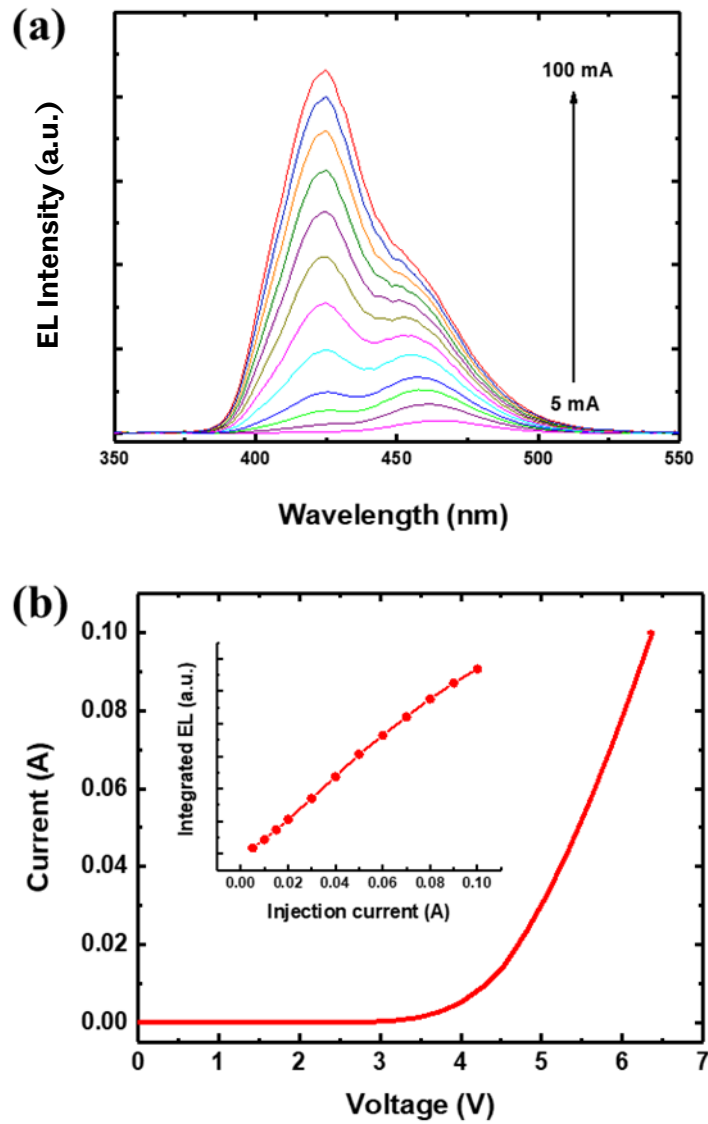 (a)
EL Intensity (a.u.)
100 mA
5 mA
350 400 450 500 550
Wavelength (nm)
(b)
Current (A)
0.10
0.08
0.06
0.04
0.02
0.00
Integrated EL (a.u.)
0.00 0.02 0.04 0.06 0.08 0.10
Injection current (A)
0 1 2 3 4 5 6 7
Voltage (V)